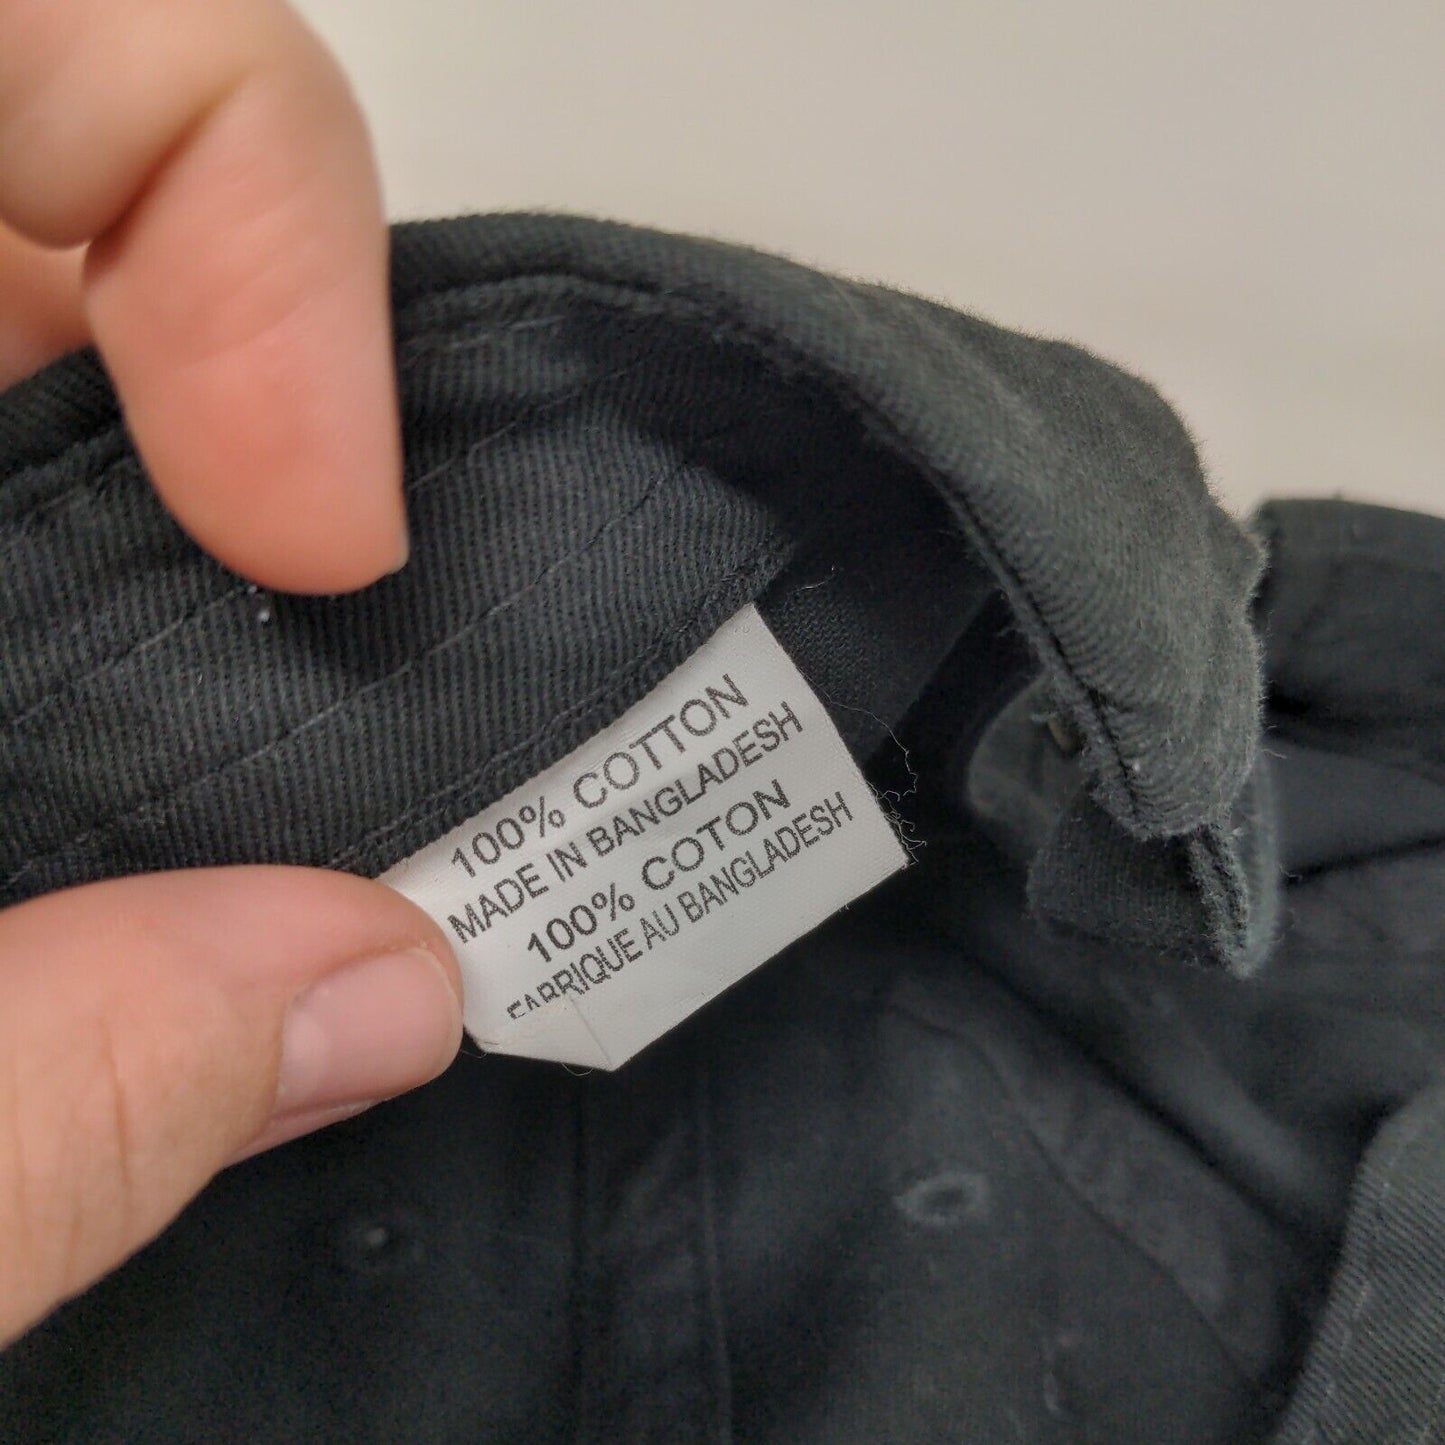 100% COTTON
MADE IN BANGLADESH
100% COTON
FABRIQUE AU BANGLADESH